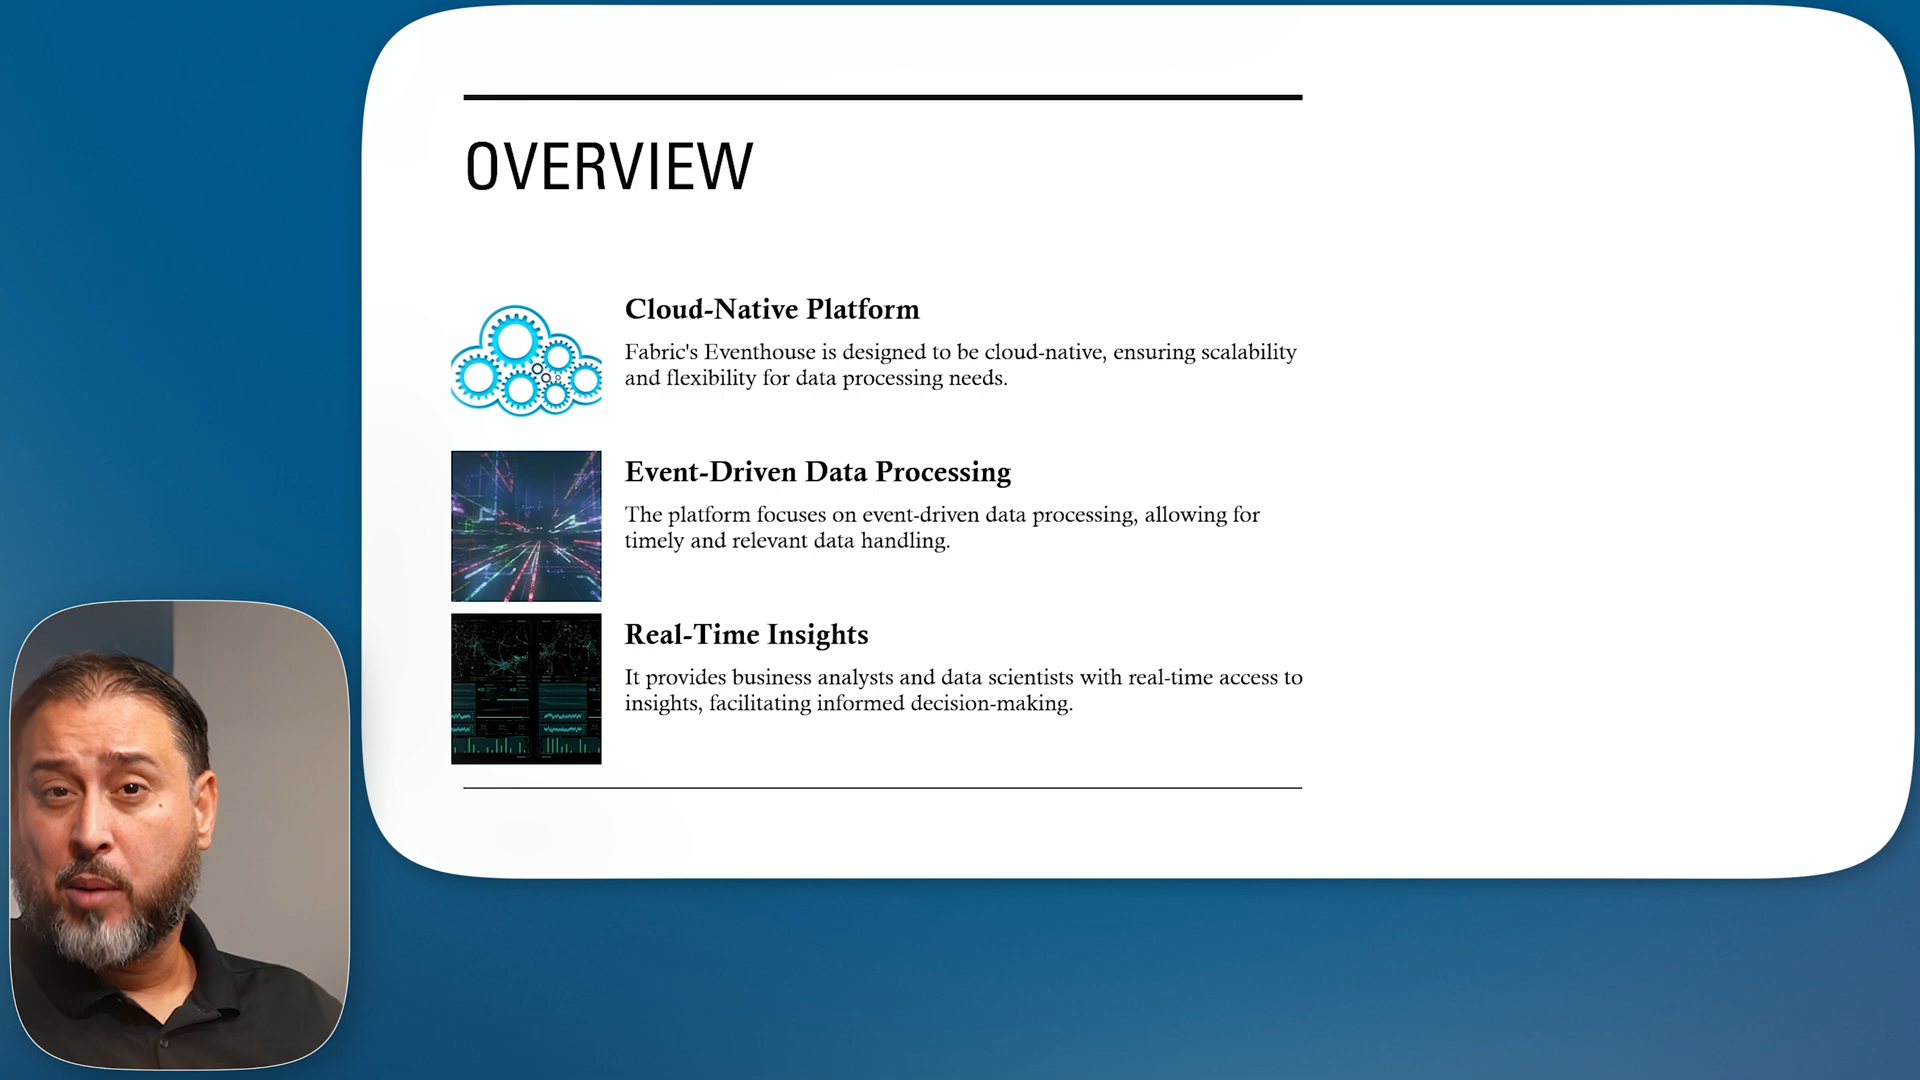 OVERVIEW
Cloud-Native Platform
Fabric's Eventhouse is designed to be cloud-native, ensuring scalability
and flexibility for data processing needs.
Event-Driven Data Processing
The platform focuses on event-driven data processing, allowing for
timely and relevant data handling.
Real-Time Insights
It provides business analysts and data scientists with real-time access to
insights, facilitating informed decision-making.